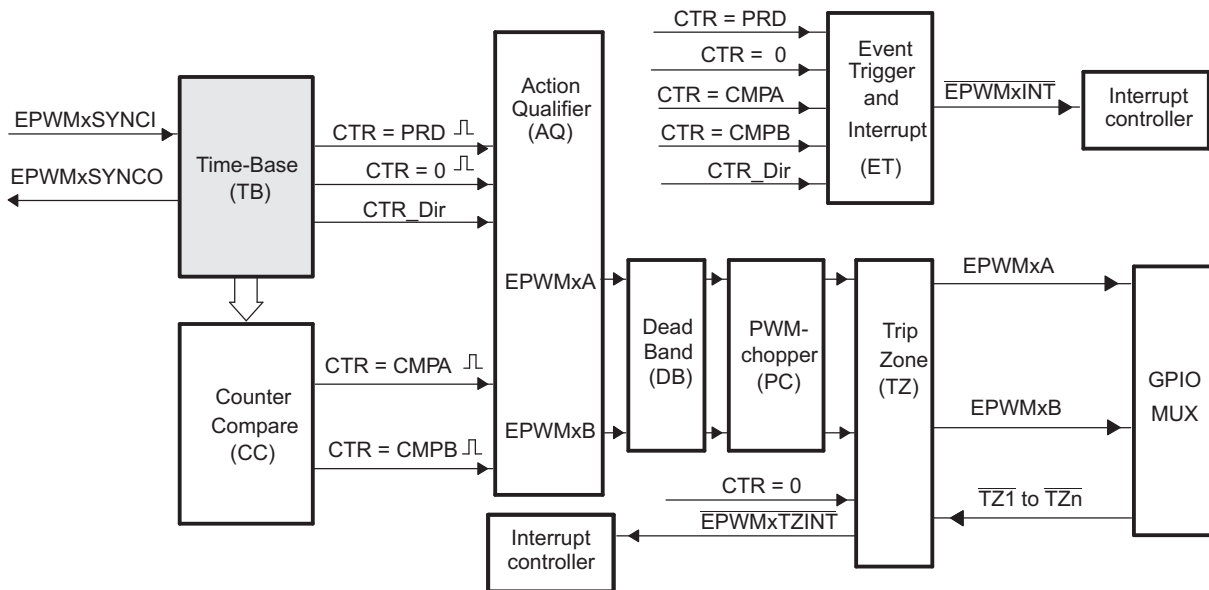 EPWMxSYNCI
EPWMxSYNCO
Time-Base
(TB)
CTR = PRD
CTR = 0
CTR_Dir
Counter
Compare
(CC)
CTR = CMPA
CTR = CMPB
Action
Qualifier
(AQ)
EPWMxA
EPWMxB
CTR = PRD
CTR = 0
CTR = CMPA
CTR = CMPB
CTR_Dir
Event
Trigger
and
Interrupt
(ET)
EPWMxINT
Interrupt
controller
Dead
Band
(DB)
PWM-
chopper
(PC)
Trip
Zone
(TZ)
EPWMxA
EPWMxB
TZ1 to TZn
GPIO
MUX
CTR = 0
EPWMxTZINT
Interrupt
controller